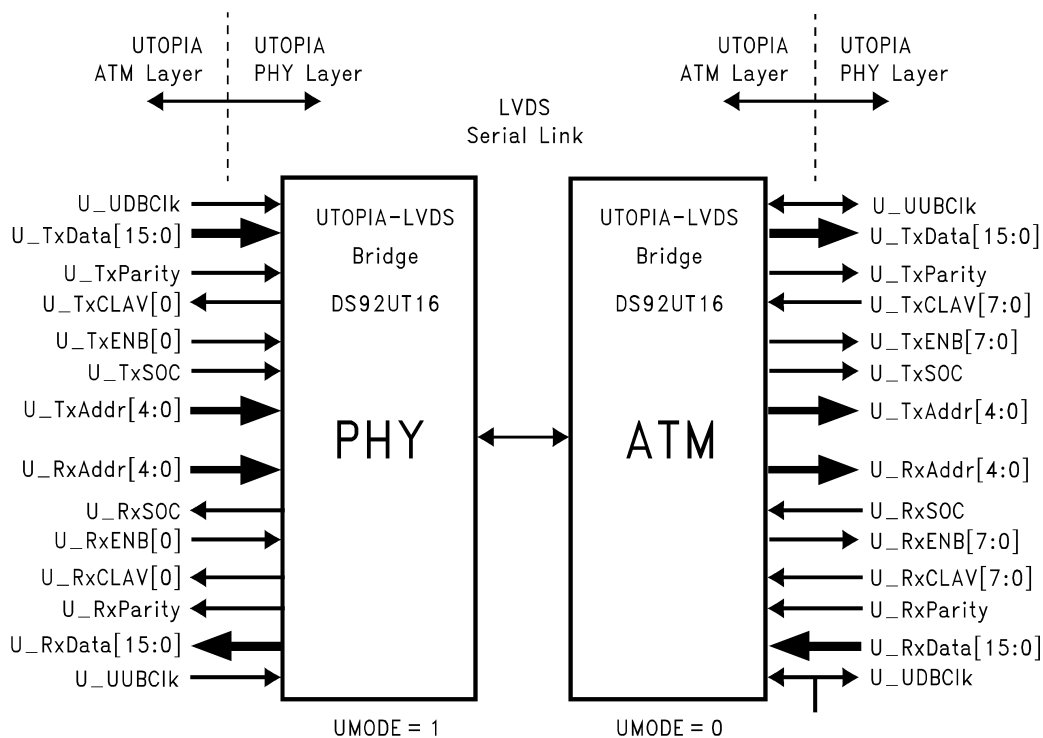 UTOPIA
ATM Layer
UTOPIA
PHY Layer
UTOPIA
ATM Layer
UTOPIA
PHY Layer
LVDS
Serial Link
U_UDBClk
U_TxData[15:0]
U_TxParity
U_TxCLAV[0]
U_TxENB[0]
U_TxSOC
U_TxAddr[4:0]
U_RxAddr[4:0]
U_RxSOC
U_RxENB[0]
U_RxCLAV[0]
U_RxParity
U_RxData[15:0]
U_UUBClk
UTOPIA-LVDS
Bridge
DS92UT16
PHY
UMODE = 1
UTOPIA-LVDS
Bridge
DS92UT16
ATM
UMODE = 0
U_UUBClk
U_TxData[15:0]
U_TxParity
U_TxCLAV[7:0]
U_TxENB[7:0]
U_TxSOC
U_TxAddr[4:0]
U_RxAddr[4:0]
U_RxSOC
U_RxENB[7:0]
U_RxCLAV[7:0]
U_RxParity
U_RxData[15:0]
U_UDBClk